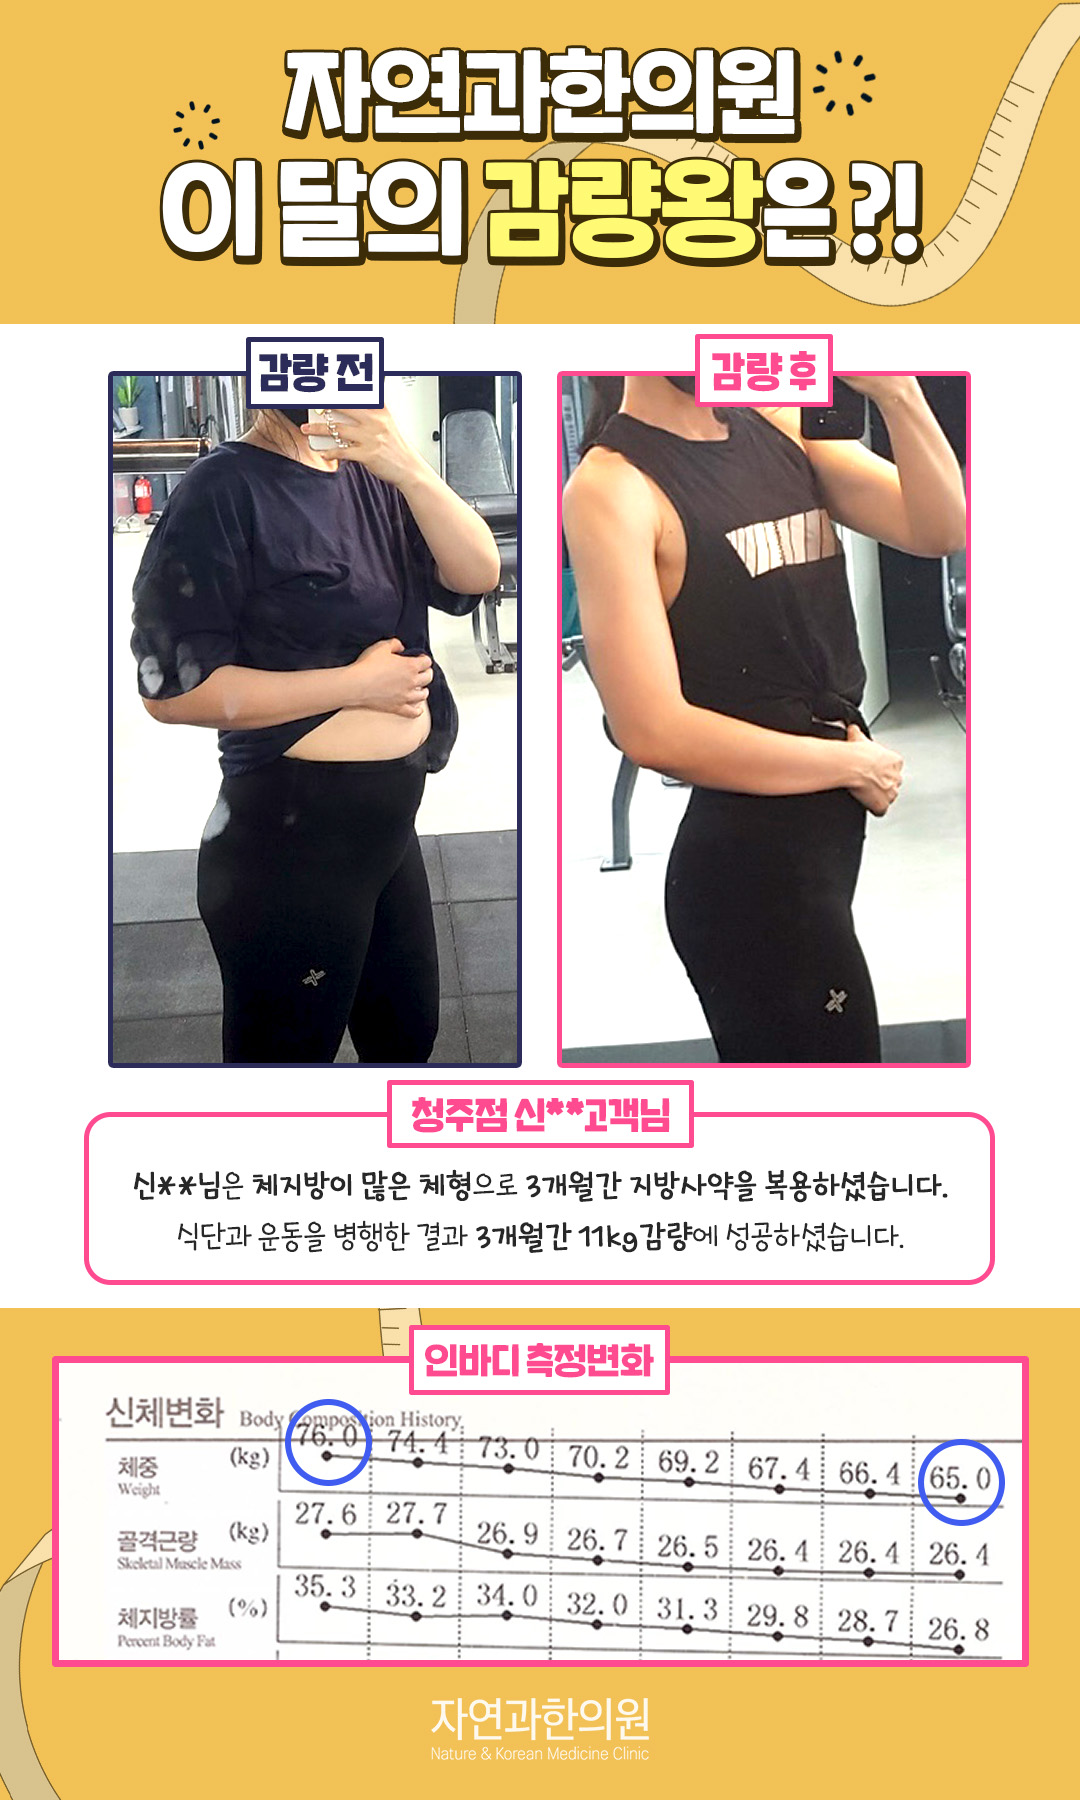 자연과한의원
이 달의 감량왕은?!
감량 전
감량 후
청주점 신**고객님
신**님은 체지방이 많은 체형으로 3개월간 지방사약을 복용하셨습니다.
식단과 운동을 병행한 결과 3개월간 11kg감량에 성공하셨습니다.
인바디 측정변화
신체변화 Body Composition History
체중 (kg) 76.0 74.4 73.0 70.2 69.2 67.4 66.4 65.0
Weight
골격근량 (kg) 27.6 27.7 26.9 26.7 26.5 26.4 26.4 26.4
Skeletal Muscle Mass
체지방률 (%) 35.3 33.2 34.0 32.0 31.3 29.8 28.7 26.8
Percent Body Fat
자연과한의원
Nature & Korean Medicine Clinic